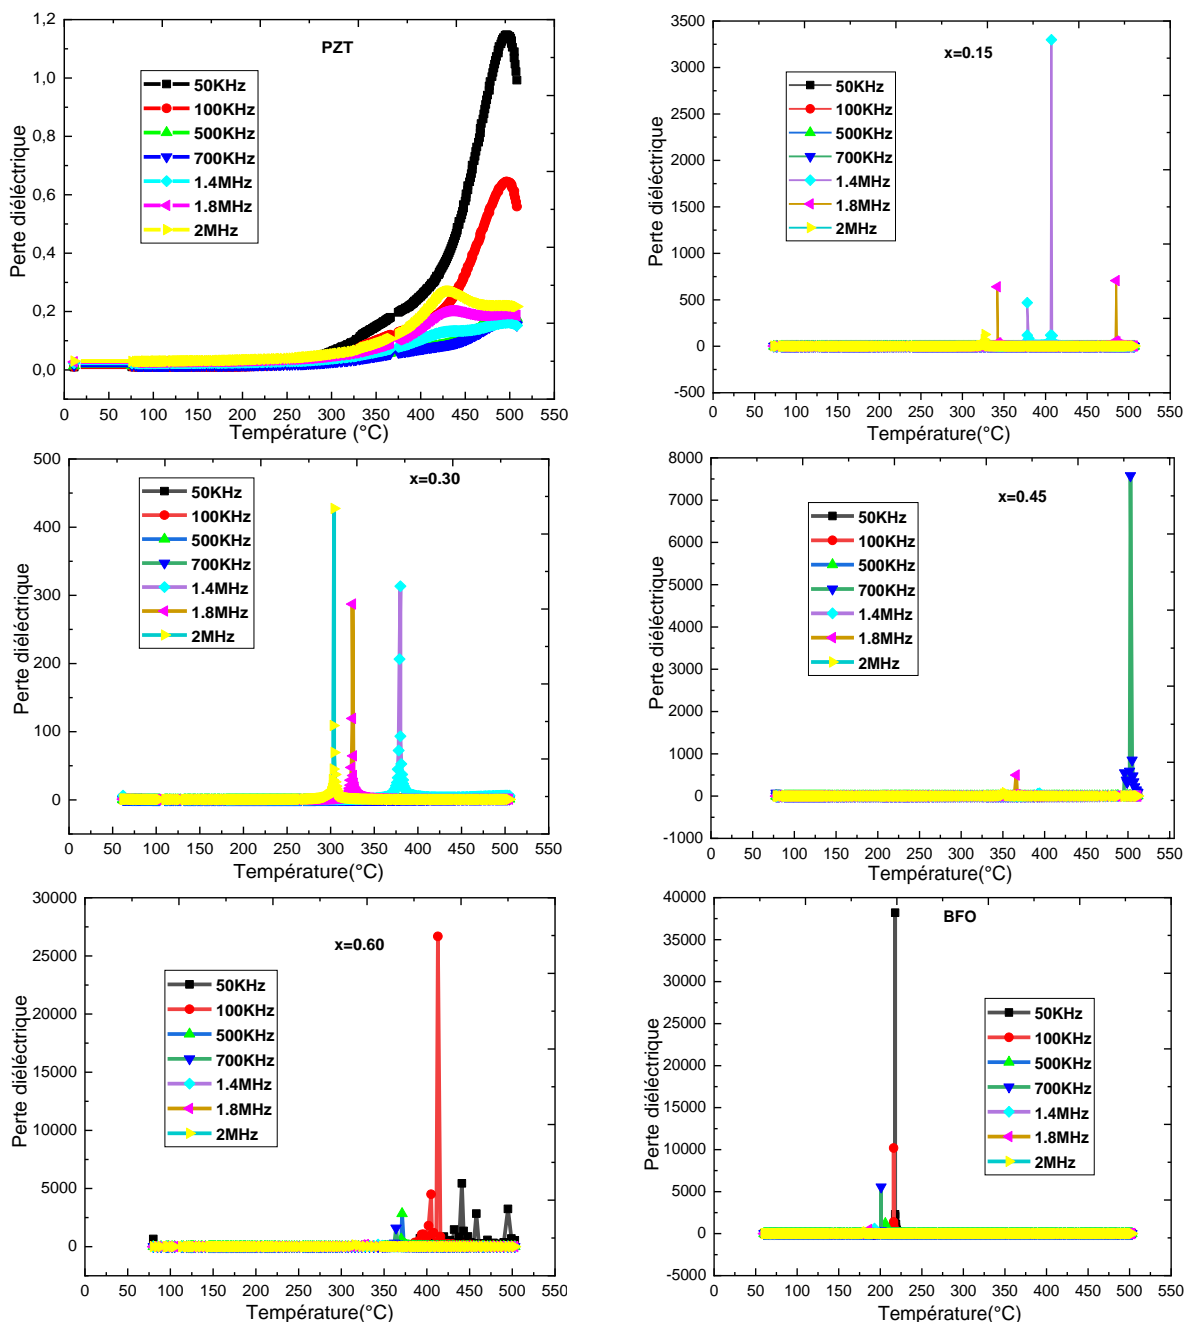 PZT
Perte diéléctrique
1,2
1,0
0,8
0,6
0,4
0,2
0,0
50KHz
100KHz
500KHz
700KHz
1.4MHz
1.8MHz
2MHz
0 50 100 150 200 250 300 350 400 450 500 550
Température (°C)
x=0.15
Perte diéléctrique
3500
3000
2500
2000
1500
1000
500
0
-500
50KHz
100KHz
500KHz
700KHz
1.4MHz
1.8MHz
2MHz
0 50 100 150 200 250 300 350 400 450 500 550
Température(°C)
x=0.30
Perte diéléctrique
500
400
300
200
100
0
50KHz
100KHz
500KHz
700KHz
1.4MHz
1.8MHz
2MHz
0 50 100 150 200 250 300 350 400 450 500 550
Température(°C)
x=0.45
Perte diéléctrique
8000
7000
6000
5000
4000
3000
2000
1000
0
-1000
50KHz
100KHz
500KHz
700KHz
1.4MHz
1.8MHz
2MHz
0 50 100 150 200 250 300 350 400 450 500 550
Température(°C)
x=0.60
Perte diéléctrique
30000
25000
20000
15000
10000
5000
0
50KHz
100KHz
500KHz
700KHz
1.4MHz
1.8MHz
2MHz
0 50 100 150 200 250 300 350 400 450 500 550
Température(°C)
BFO
Perte diéléctrique
40000
35000
30000
25000
20000
15000
10000
5000
0
-5000
50KHz
100KHz
500KHz
700KHz
1.4MHz
1.8MHz
2MHz
0 50 100 150 200 250 300 350 400 450 500 550
Température(°C)